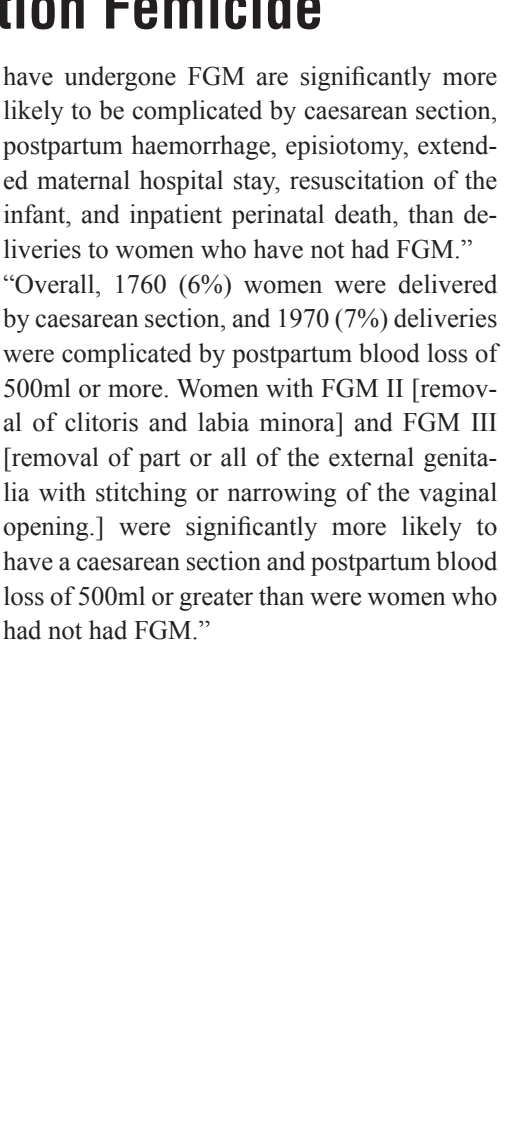 tion Femicide
have undergone FGM are significantly more
likely to be complicated by caesarean section,
postpartum haemorrhage, episiotomy, extend-
ed maternal hospital stay, resuscitation of the
infant, and inpatient perinatal death, than de-
liveries to women who have not had FGM.”
“Overall, 1760 (6%) women were delivered
by caesarean section, and 1970 (7%) deliveries
were complicated by postpartum blood loss of
500ml or more. Women with FGM II [remov-
al of clitoris and labia minora] and FGM III
[removal of part or all of the external genita-
lia with stitching or narrowing of the vaginal
opening.] were significantly more likely to
have a caesarean section and postpartum blood
loss of 500ml or greater than were women who
had not had FGM.”